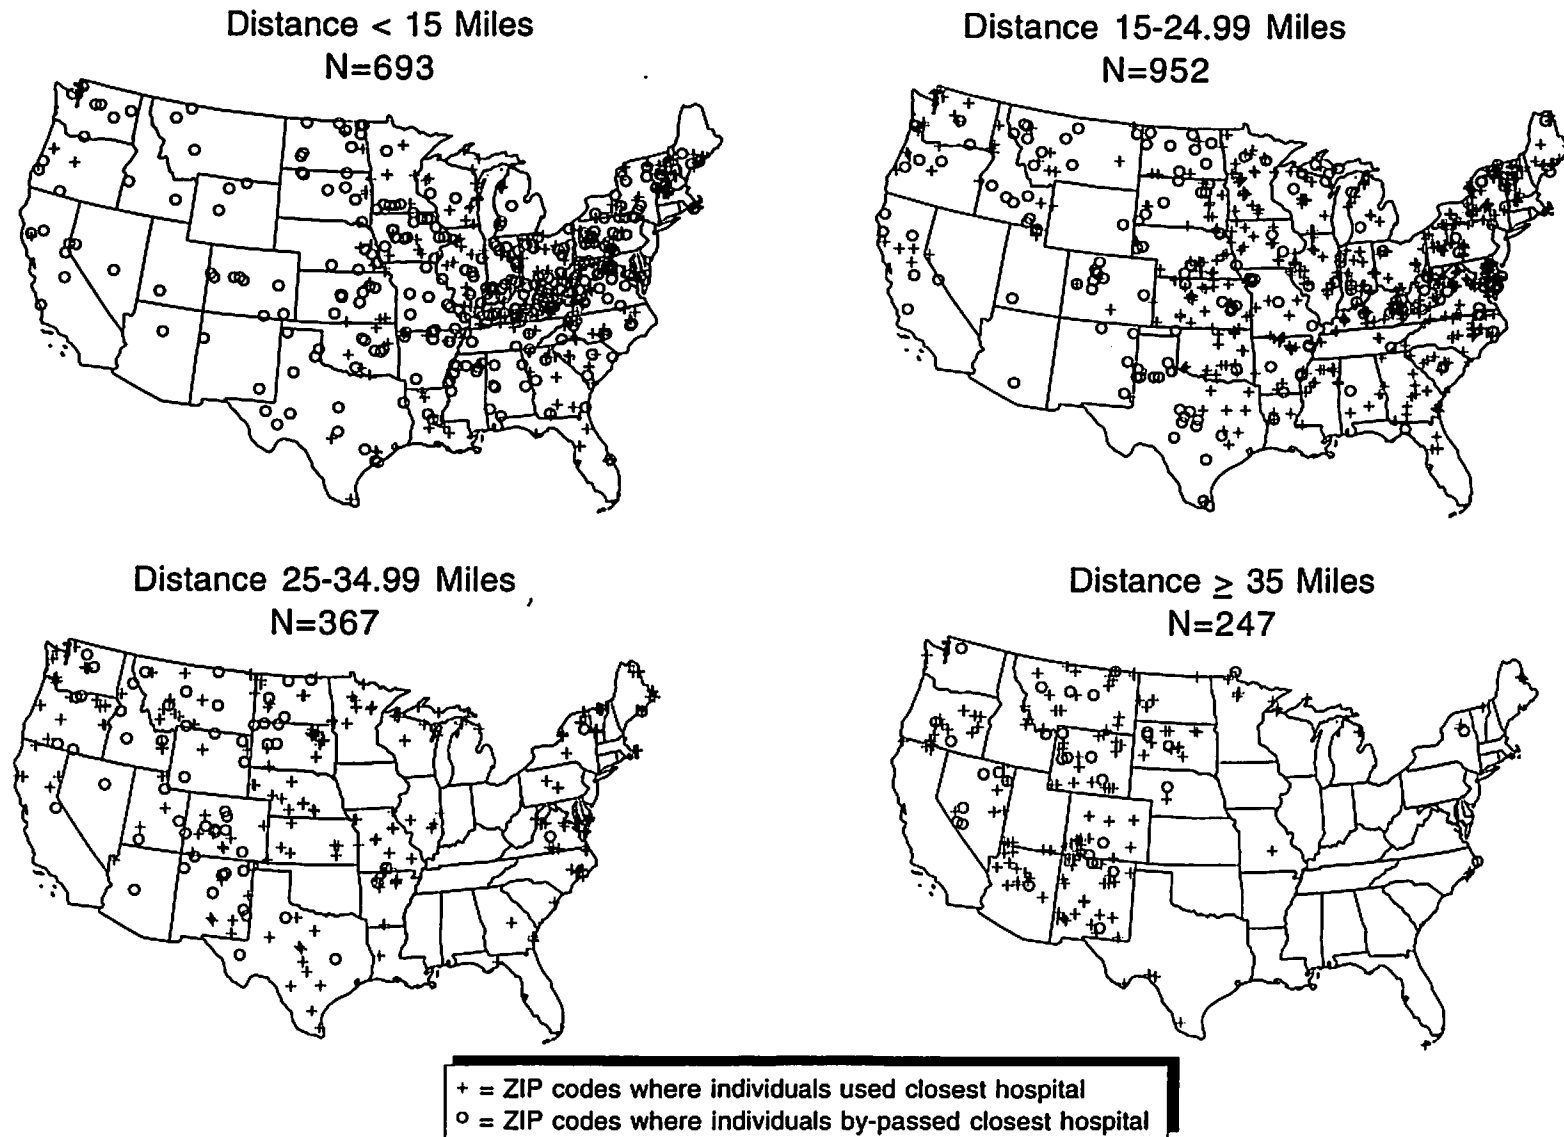 Distance < 15 Miles
N=693
Distance 15-24.99 Miles
N=952
Distance 25-34.99 Miles
N=367
Distance ≥ 35 Miles
N=247
+ = ZIP codes where individuals used closest hospital
o = ZIP codes where individuals by-passed closest hospital